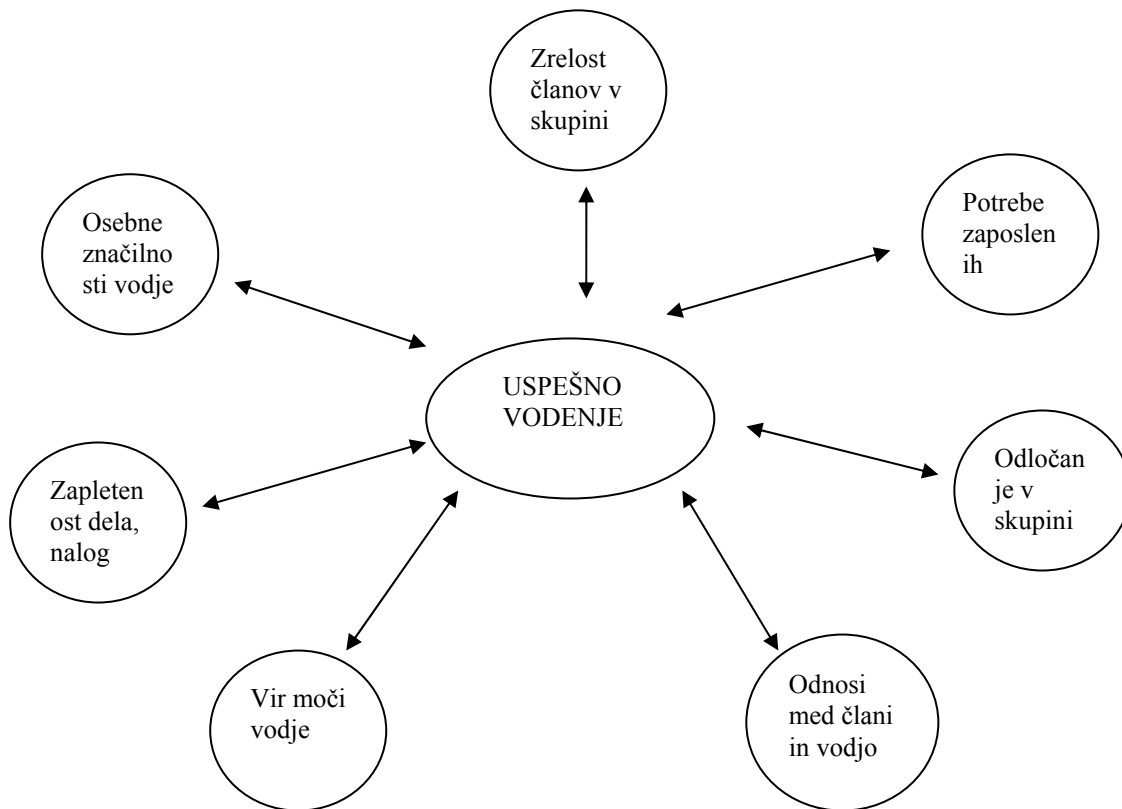 Zrelost
članov v
skupini
Potrebe
zaposlen
ih
Osebne
značilno
sti vodje
USPEŠNO
VODENJE
Odločan
je v
skupini
Zapleten
ost dela,
nalog
Vir moči
vodje
Odnosi
med člani
in vodjo